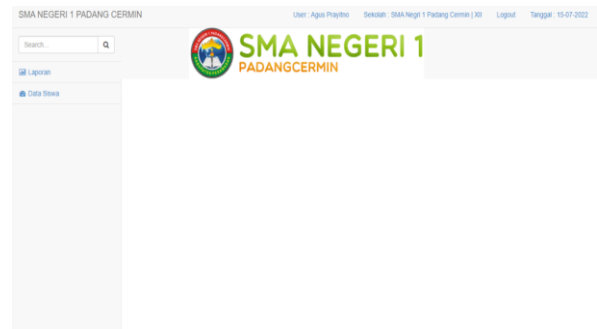 SMA NEGERI 1 PADANG CERMIN
User : Agus Prayitno Sekolah : SMA Negri 1 Padang Cermin | XII Logout Tanggal : 15-07-2022
Search...
SMA NEGERI 1
PADANGCERMIN
Laporan
Data Siswa